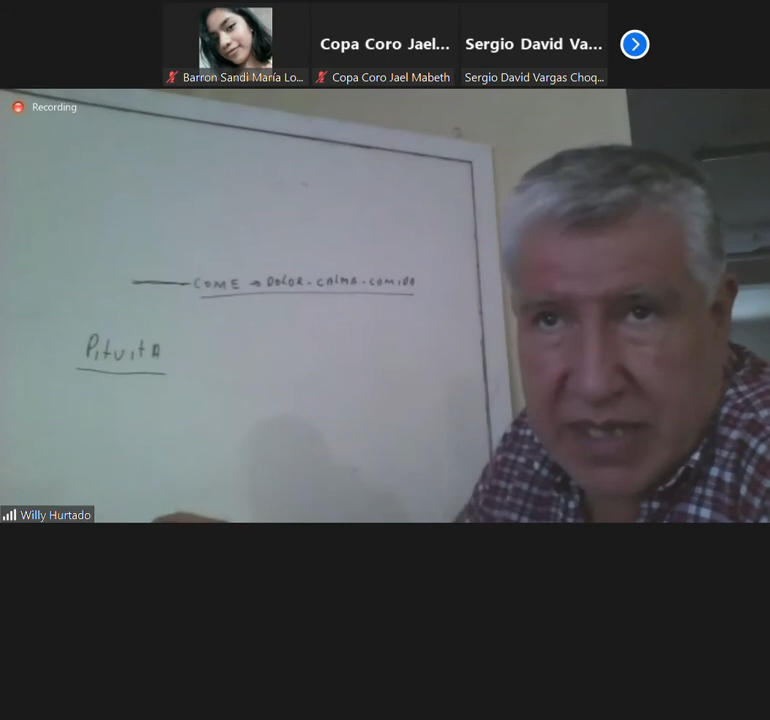 Copa Coro Jael...
Sergio David Va...
Barron Sandi María Lo...
Copa Coro Jael Mabeth
Sergio David Vargas Choq...
Recording
COME → DOLOR - CALMA - COMIDA
PituitA
Willy Hurtado